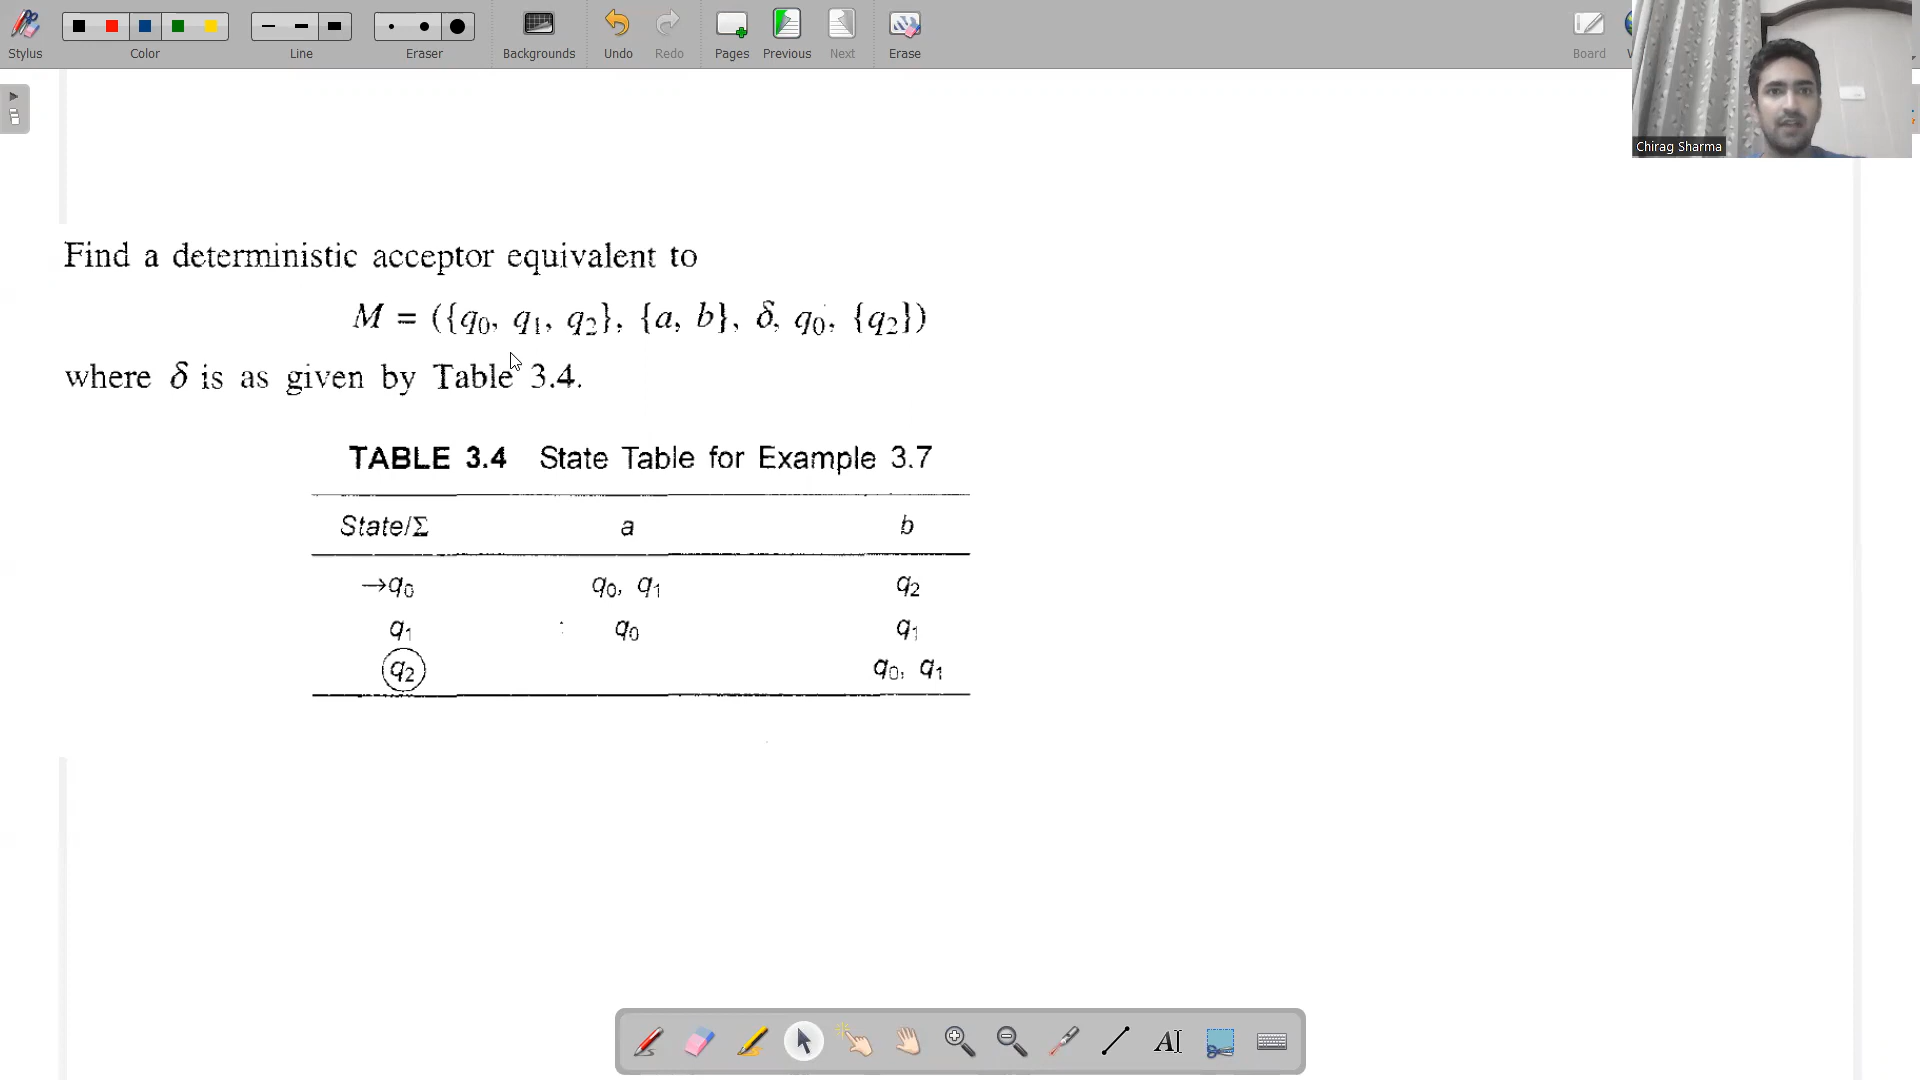 Stylus Color Line Eraser Backgrounds Undo Redo Pages Previous Next Erase Board
Chirag Sharma
Find a deterministic acceptor equivalent to
M = ({q₀, q₁, q₂}, {a, b}, δ, q₀, {q₂})
where δ is as given by Table 3.4.
TABLE 3.4 State Table for Example 3.7
State/Σ a b
→q₀ q₀, q₁ q₂
q₁ q₀ q₁
q₂ q₀, q₁